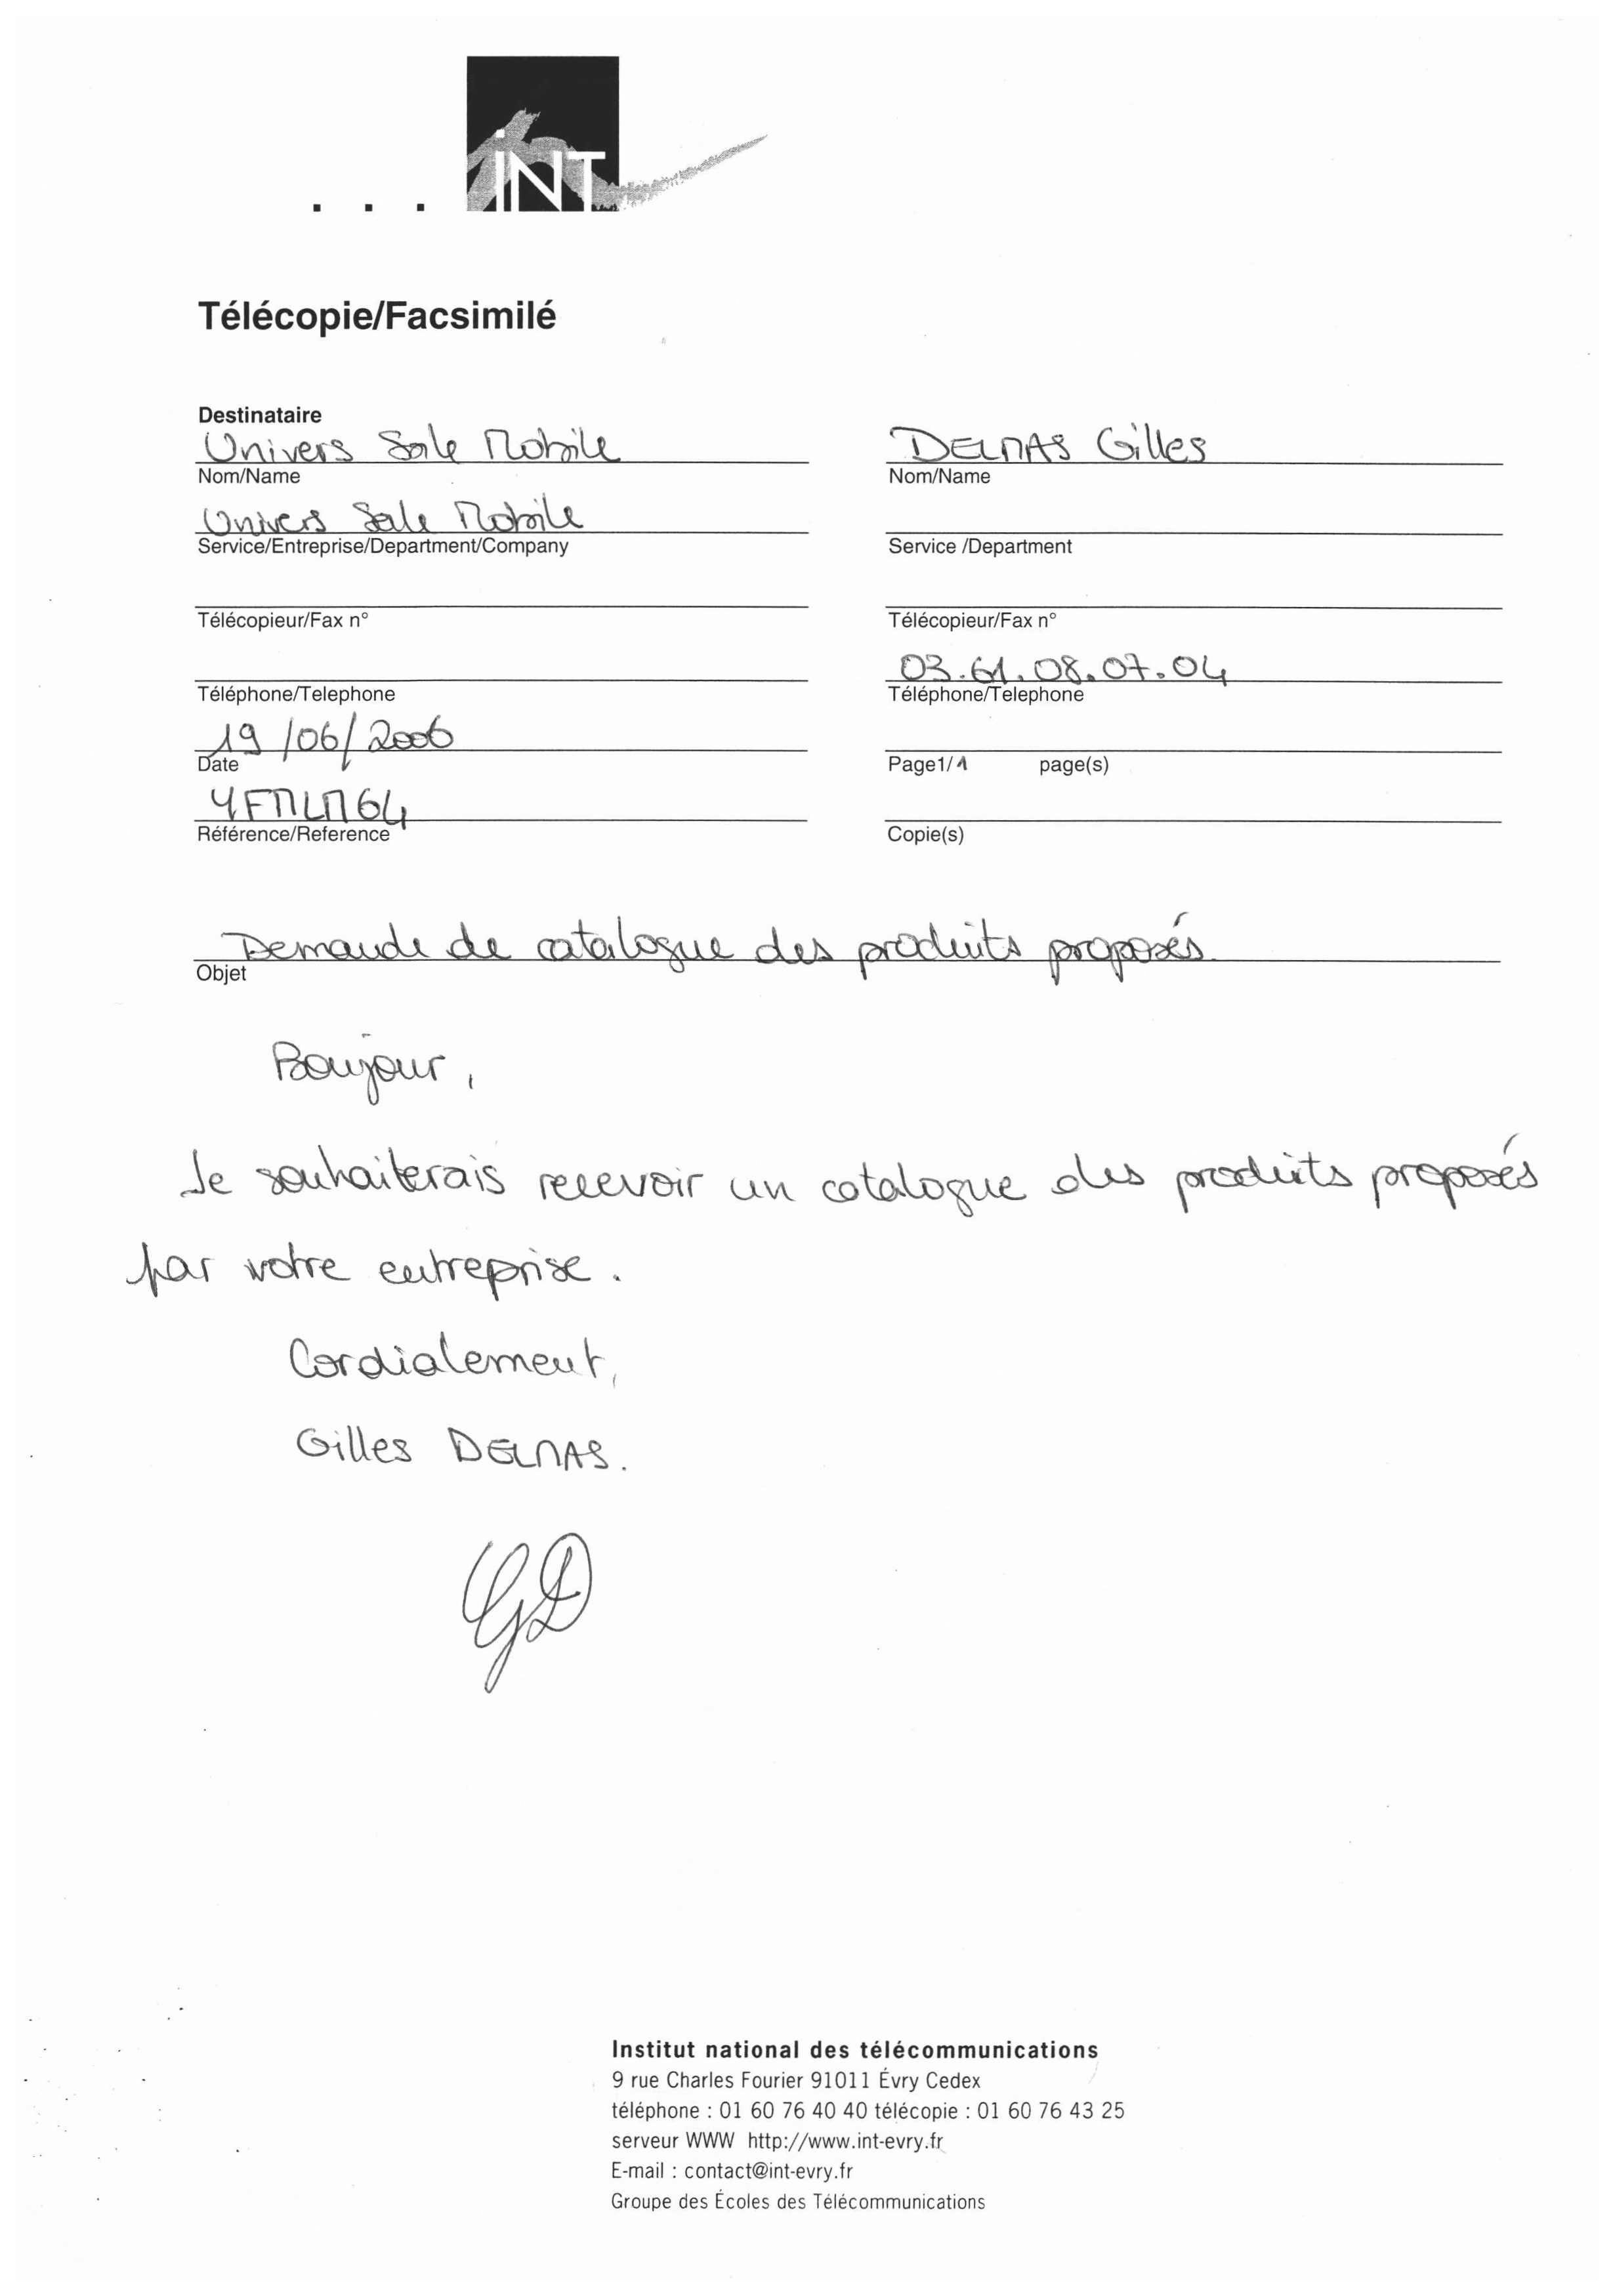 ... iNT
Télécopie/Facsimilé
Destinataire
Univers Sale Mobile
Nom/Name
Univers Sale Mobile
Service/Entreprise/Department/Company
Télécopieur/Fax n°
Téléphone/Telephone
19/06/2006
Date
YFMLM64
Référence/Reference
DELMAS Gilles
Nom/Name
Service /Department
Télécopieur/Fax n°
03.61.08.07.04
Téléphone/Telephone
Page1/1 page(s)
Copie(s)
Demande de catalogue des produits proposés
Objet
Bonjour,
Je souhaiterais recevoir un catalogue des produits proposés
par votre entreprise.
Cordialement,
Gilles DELMAS.
GD
Institut national des télécommunications
9 rue Charles Fourier 91011 Évry Cedex
téléphone : 01 60 76 40 40 télécopie : 01 60 76 43 25
serveur WWW http://www.int-evry.fr
E-mail : contact@int-evry.fr
Groupe des Écoles des Télécommunications